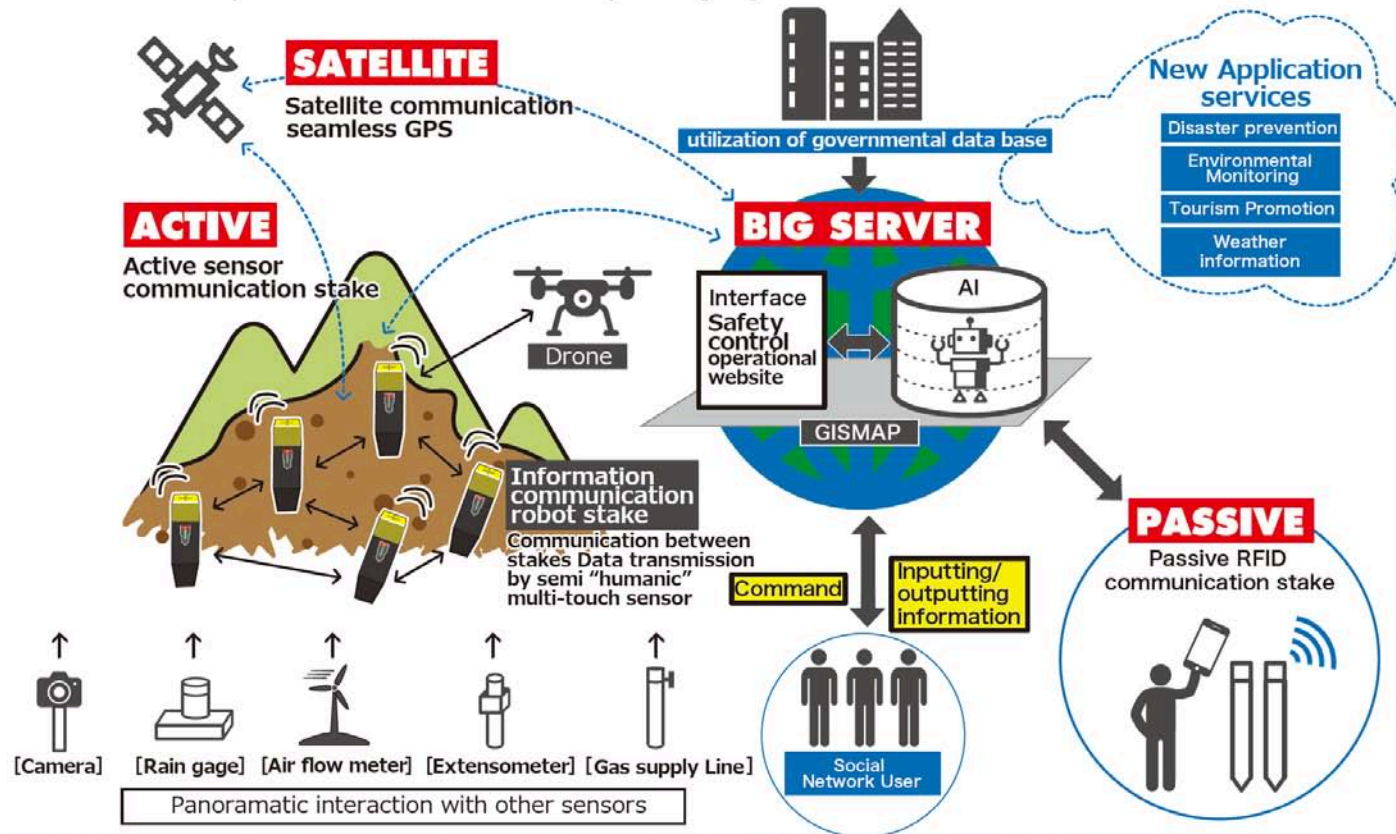 SATELLITE
Satellite communication
seamless GPS
utilization of governmental data base
New Application
services
Disaster prevention
Environmental
Monitoring
Tourism Promotion
Weather
information
ACTIVE
Active sensor
communication stake
Drone
BIG SERVER
Interface
Safety
control
operational
website
AI
GISMAP
Information
communication
robot stake
Communication between
stakes Data transmission
by semi “humanic”
multi-touch sensor
Command
Inputting/
outputting
information
PASSIVE
Passive RFID
communication stake
Social
Network User
[Camera]
[Rain gage]
[Air flow meter]
[Extensometer]
[Gas supply Line]
Panoramatic interaction with other sensors